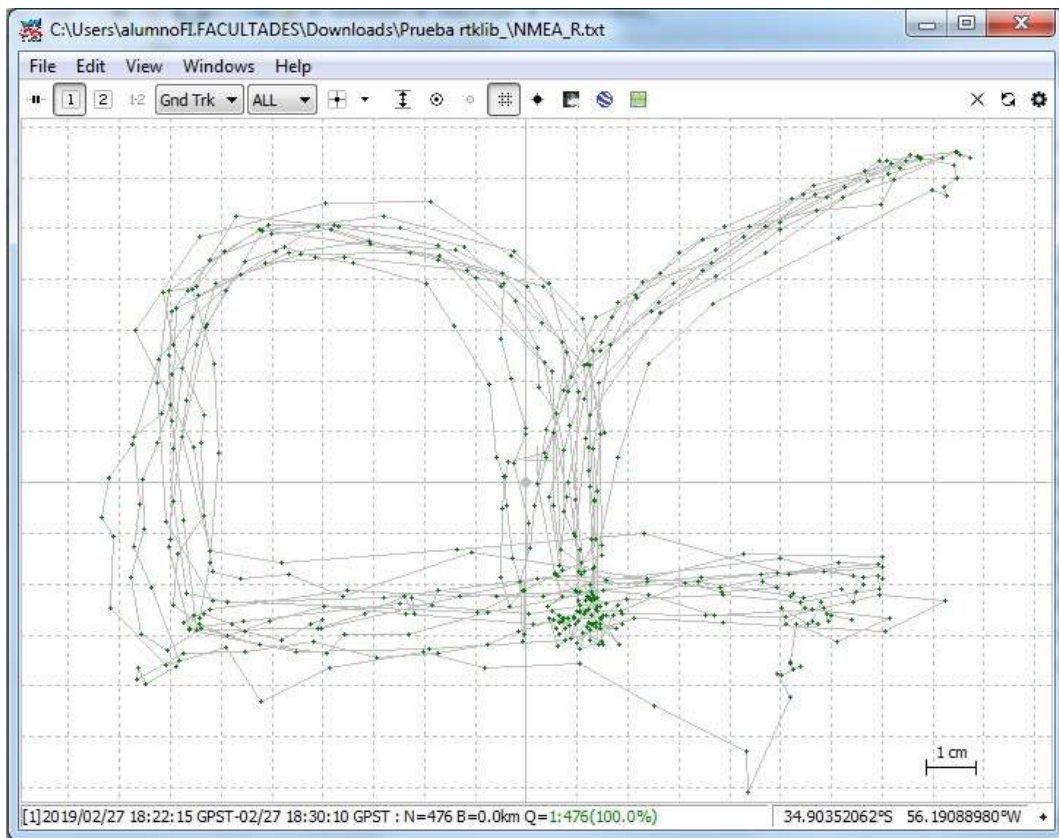 C:\Users\alumnoFI.FACULTADES\Downloads\Prueba rtklib_\NMEA_R.txt
File Edit View Windows Help
1 2 1-2 Gnd Trk ALL
1 cm
[1]2019/02/27 18:22:15 GPST-02/27 18:30:10 GPST : N=476 B=0.0km Q=1:476(100.0%) 34.90352062°S 56.19088980°W